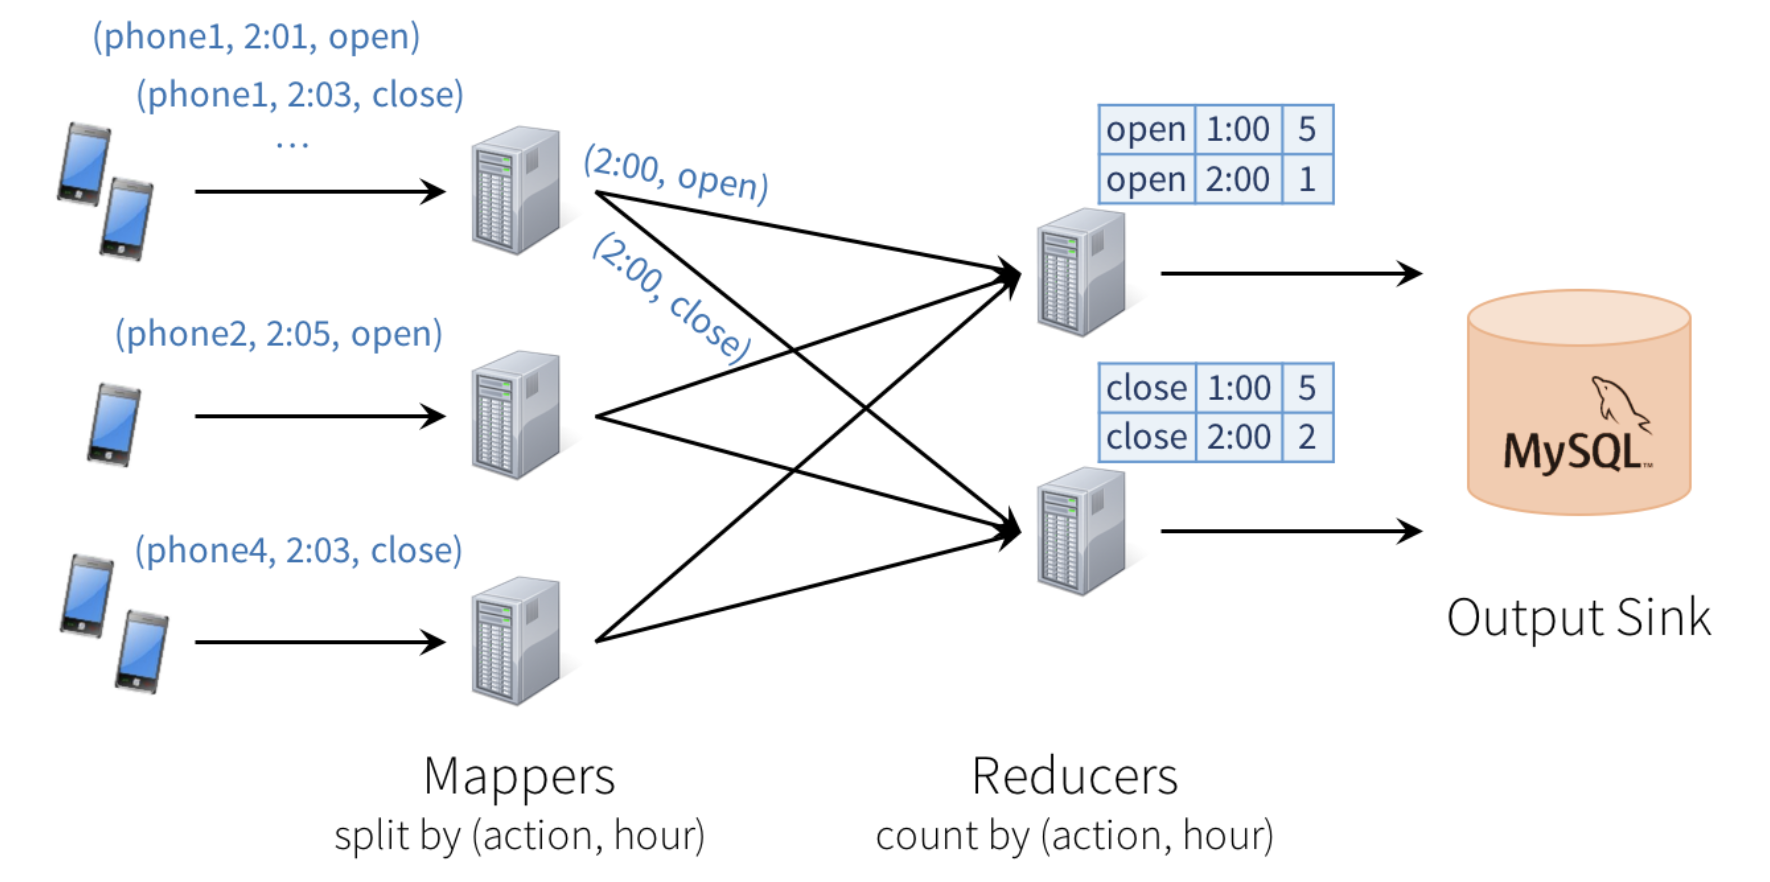 (phone1, 2:01, open)
(phone1, 2:03, close)
...
(phone2, 2:05, open)
(phone4, 2:03, close)
(2:00, open)
(2:00, close)
open 1:00 5
open 2:00 1
close 1:00 5
close 2:00 2
MySQL™
Output Sink
Mappers
split by (action, hour)
Reducers
count by (action, hour)